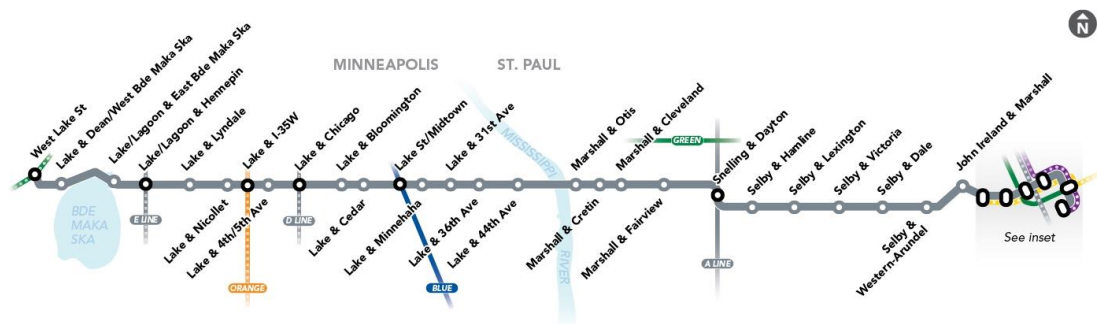 N
MINNEAPOLIS
ST. PAUL
MISSISSIPPI
RIVER
BDE
MAKA
SKA
West Lake St
Lake & Dean/West Bde Maka Ska
Lake/Lagoon & East Bde Maka Ska
Lake/Lagoon & Hennepin
E LINE
Lake & Lyndale
Lake & Nicollet
Lake & I-35W
Lake & 4th/5th Ave
ORANGE
Lake & Chicago
D LINE
Lake & Bloomington
Lake & Cedar
Lake St/Midtown
Lake & Minnehaha
BLUE
Lake & 31st Ave
Lake & 36th Ave
Lake & 44th Ave
Marshall & Otis
Marshall & Cretin
Marshall & Cleveland
Marshall & Fairview
GREEN
Snelling & Dayton
A LINE
Selby & Hamline
Selby & Lexington
Selby & Victoria
Selby & Dale
Selby &
Western-Arundel
John Ireland & Marshall
See inset